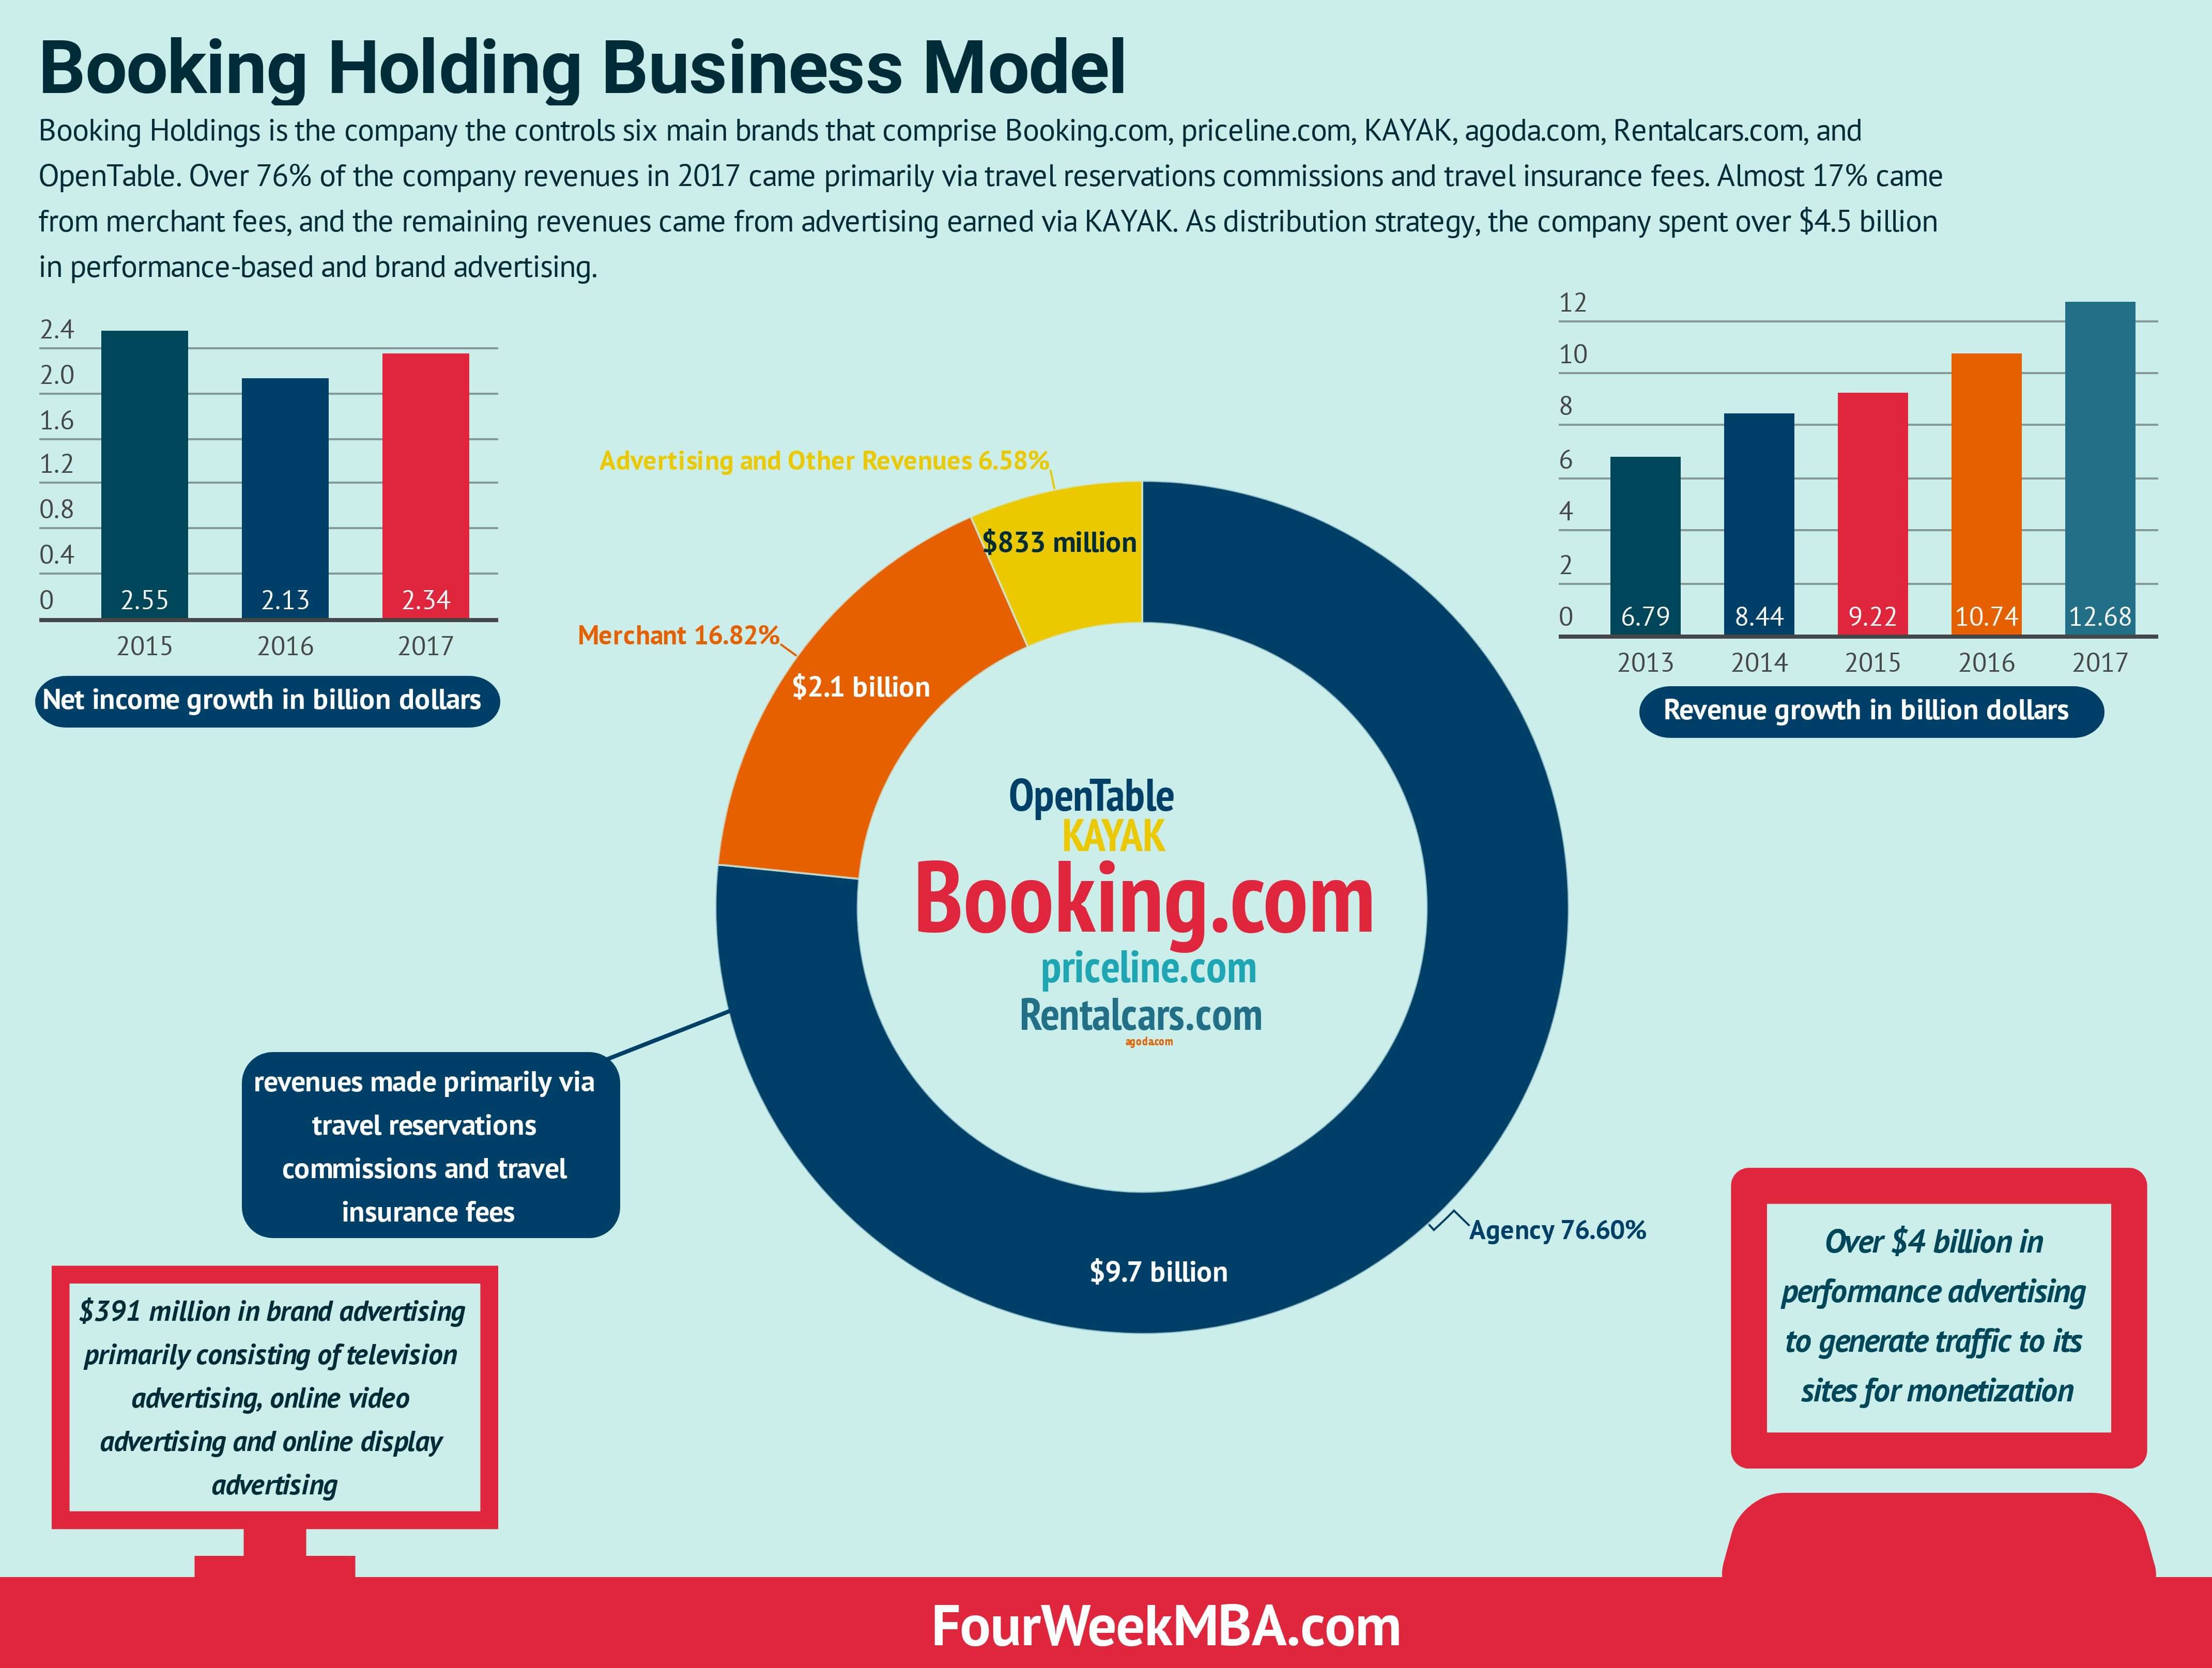 Booking Holding Business Model
Booking Holdings is the company the controls six main brands that comprise Booking.com, priceline.com, KAYAK, agoda.com, Rentalcars.com, and
OpenTable. Over 76% of the company revenues in 2017 came primarily via travel reservations commissions and travel insurance fees. Almost 17% came
from merchant fees, and the remaining revenues came from advertising earned via KAYAK. As distribution strategy, the company spent over $4.5 billion
in performance-based and brand advertising.
2.4
2.0
1.6
1.2
0.8
0.4
0
2.55
2.13
2.34
2015
2016
2017
Net income growth in billion dollars
12
10
8
6
4
2
0
6.79
8.44
9.22
10.74
12.68
2013
2014
2015
2016
2017
Revenue growth in billion dollars
Advertising and Other Revenues 6.58%
$833 million
Merchant 16.82%
$2.1 billion
OpenTable
KAYAK
Booking.com
priceline.com
Rentalcars.com
agoda.com
revenues made primarily via
travel reservations
commissions and travel
insurance fees
Agency 76.60%
$9.7 billion
$391 million in brand advertising
primarily consisting of television
advertising, online video
advertising and online display
advertising
Over $4 billion in
performance advertising
to generate traffic to its
sites for monetization
FourWeekMBA.com